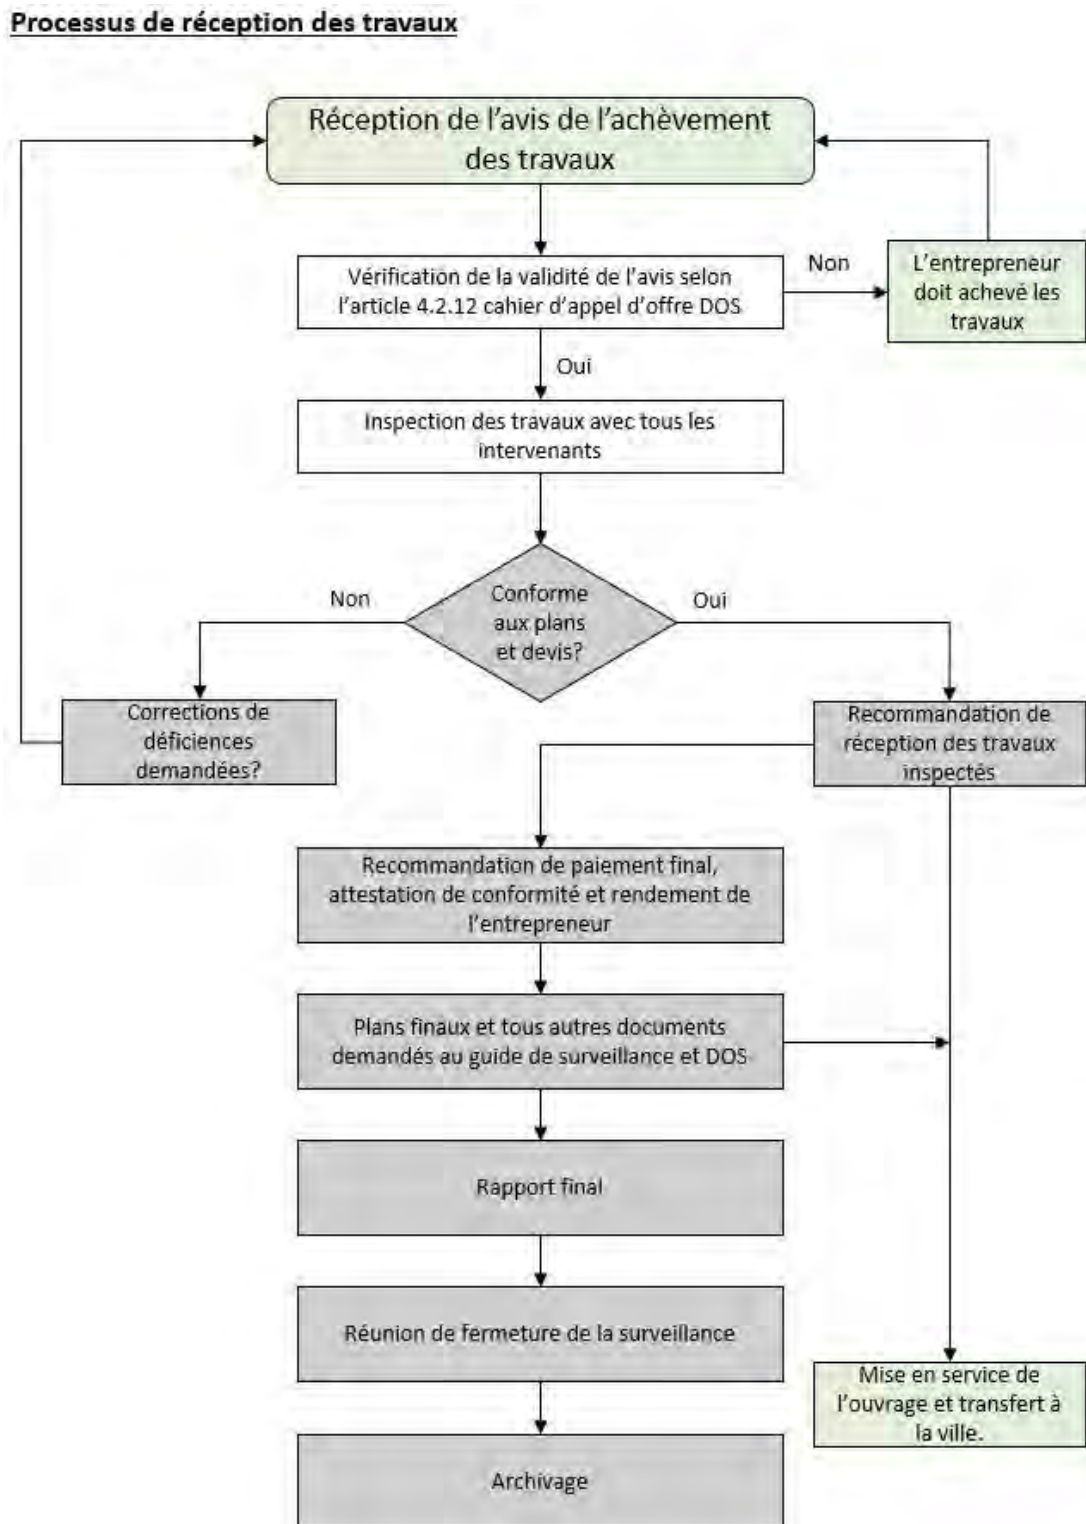 Processus de réception des travaux
Réception de l'avis de l'achèvement
des travaux
Vérification de la validité de l'avis selon
l'article 4.2.12 cahier d'appel d'offre DOS
Non
L'entrepreneur
doit achevé les
travaux
Oui
Inspection des travaux avec tous les
intervenants
Conforme
aux plans
et devis?
Non
Oui
Corrections de
déficiences
demandées?
Recommandation de
réception des travaux
inspectés
Recommandation de paiement final,
attestation de conformité et rendement de
l'entrepreneur
Plans finaux et tous autres documents
demandés au guide de surveillance et DOS
Rapport final
Réunion de fermeture de la surveillance
Mise en service de
l'ouvrage et transfert à
la ville.
Archivage